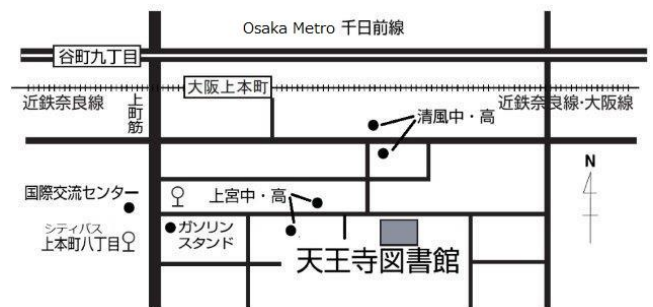 Osaka Metro 千日前線
谷町九丁目
大阪上本町
近鉄奈良線
上町筋
近鉄奈良線・大阪線
清風中・高
N
国際交流センター
上宮中・高
シティバス
上本町八丁目
ガソリン
スタンド
天王寺図書館